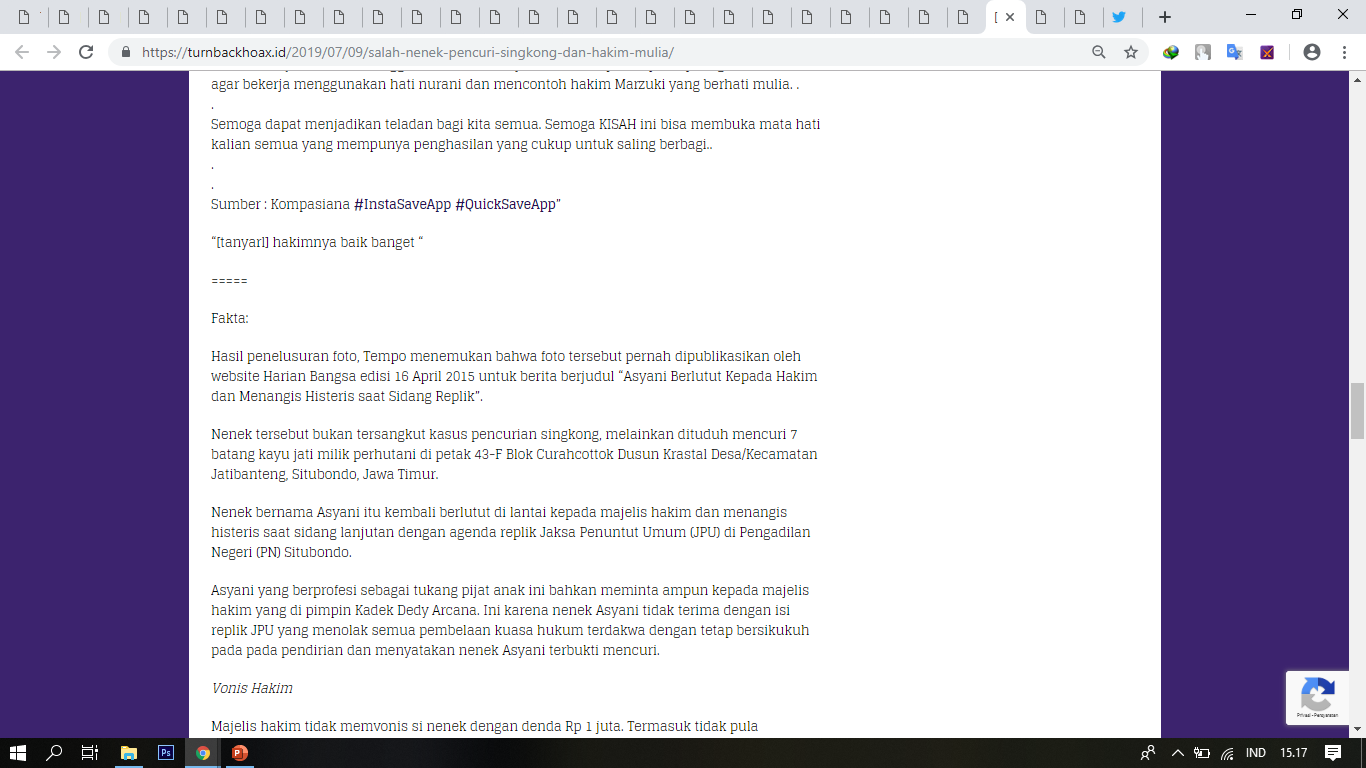 [
https://turnbackhoax.id/2019/07/09/salah-nenek-pencuri-singkong-dan-hakim-mulia/
agar bekerja menggunakan hati nurani dan mencontoh hakim Marzuki yang berhati mulia. .
.
Semoga dapat menjadikan teladan bagi kita semua. Semoga KISAH ini bisa membuka mata hati
kalian semua yang mempunya penghasilan yang cukup untuk saling berbagi..
.
.
Sumber : Kompasiana #InstaSaveApp #QuickSaveApp”
“[tanyarl] hakimnya baik banget “
=====
Fakta:
Hasil penelusuran foto, Tempo menemukan bahwa foto tersebut pernah dipublikasikan oleh
website Harian Bangsa edisi 16 April 2015 untuk berita berjudul “Asyani Berlutut Kepada Hakim
dan Menangis Histeris saat Sidang Replik”.
Nenek tersebut bukan tersangkut kasus pencurian singkong, melainkan dituduh mencuri 7
batang kayu jati milik perhutani di petak 43-F Blok Curahcottok Dusun Krastal Desa/Kecamatan
Jatibanteng, Situbondo, Jawa Timur.
Nenek bernama Asyani itu kembali berlutut di lantai kepada majelis hakim dan menangis
histeris saat sidang lanjutan dengan agenda replik Jaksa Penuntut Umum (JPU) di Pengadilan
Negeri (PN) Situbondo.
Asyani yang berprofesi sebagai tukang pijat anak ini bahkan meminta ampun kepada majelis
hakim yang di pimpin Kadek Dedy Arcana. Ini karena nenek Asyani tidak terima dengan isi
replik JPU yang menolak semua pembelaan kuasa hukum terdakwa dengan tetap bersikukuh
pada pada pendirian dan menyatakan nenek Asyani terbukti mencuri.
Vonis Hakim
Majelis hakim tidak memvonis si nenek dengan denda Rp 1 juta. Termasuk tidak pula
Privasi - Persyaratan
Ps
IND
15.17